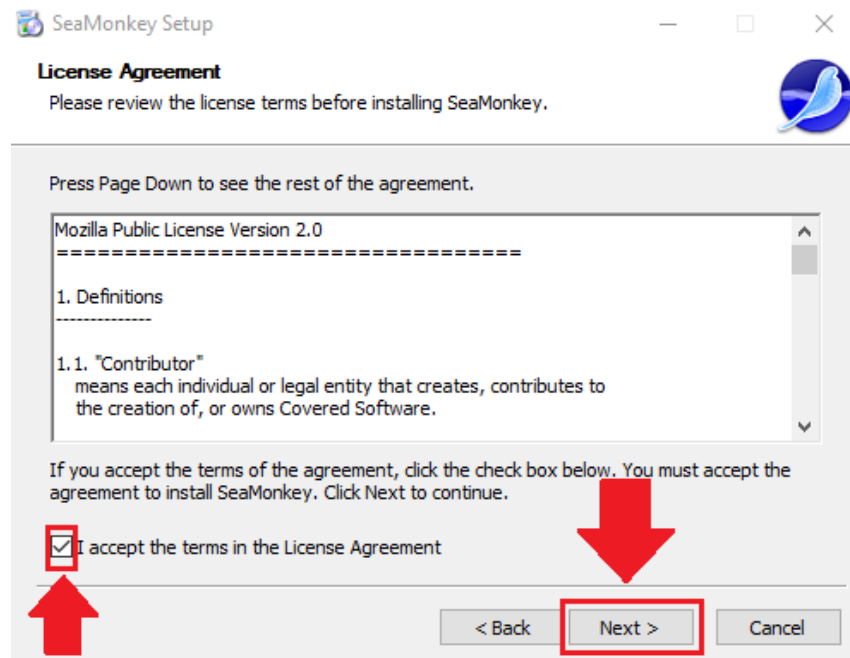 SeaMonkey Setup
License Agreement
Please review the license terms before installing SeaMonkey.
Press Page Down to see the rest of the agreement.
Mozilla Public License Version 2.0
==================================
1. Definitions
--------------
1.1. "Contributor"
means each individual or legal entity that creates, contributes to
the creation of, or owns Covered Software.
If you accept the terms of the agreement, click the check box below. You must accept the
agreement to install SeaMonkey. Click Next to continue.
I accept the terms in the License Agreement
< Back
Next >
Cancel